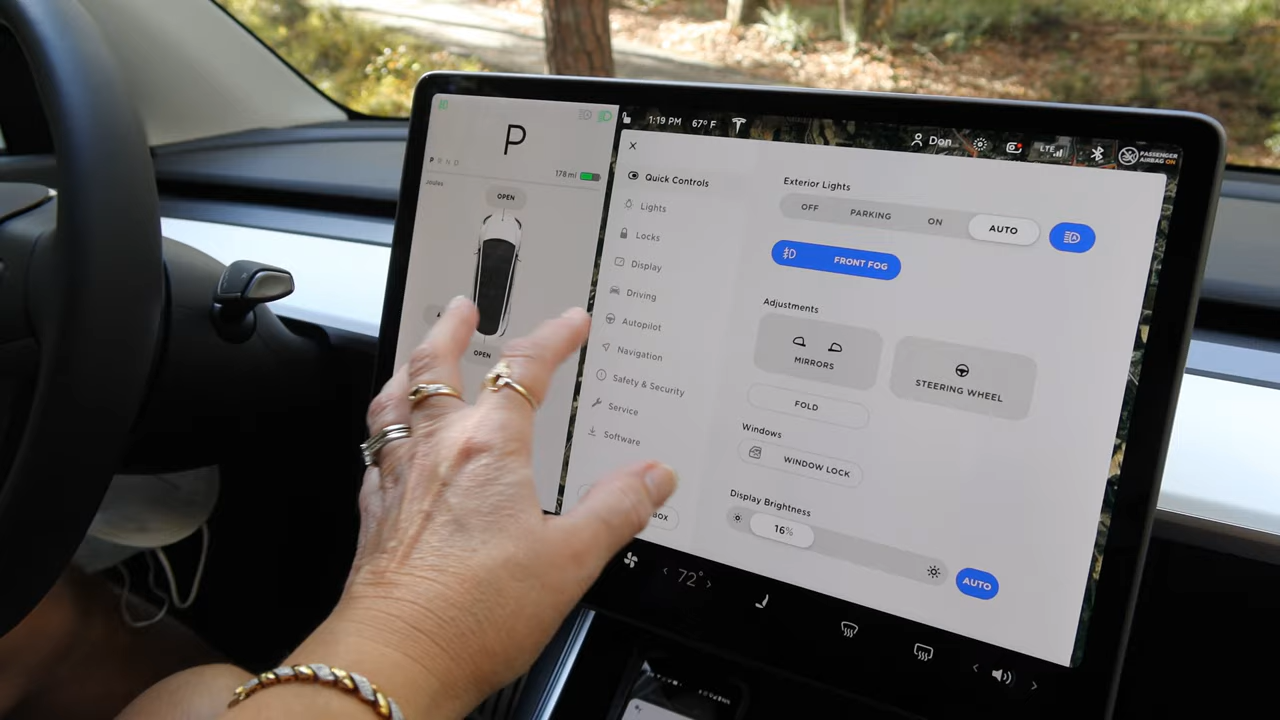 P
P R N D
178 mi
Joules
OPEN
OPEN
1:19 PM 67° F
Don
LTE
PASSENGER
AIRBAG ON
×
Quick Controls
Lights
Locks
Display
Driving
Autopilot
Navigation
Safety & Security
Service
Software
BOX
Exterior Lights
OFF PARKING ON AUTO
FRONT FOG
Adjustments
MIRRORS
STEERING WHEEL
FOLD
Windows
WINDOW LOCK
Display Brightness
16%
AUTO
< 72° >
< >